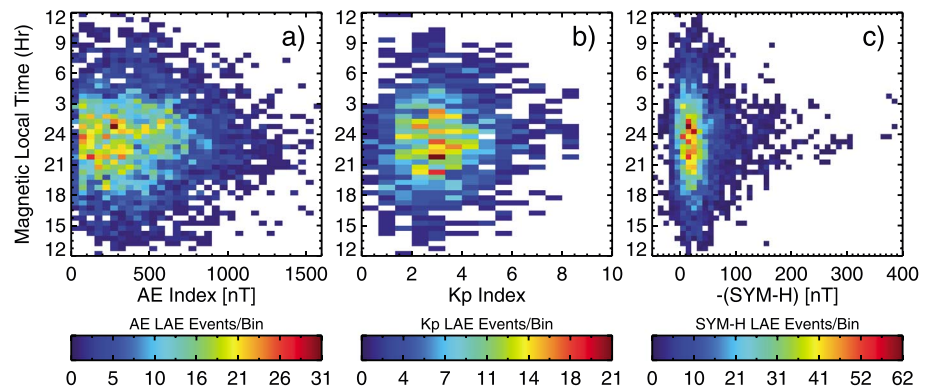 a) b) c)
Magnetic Local Time (Hr)
12 12 12
9 9 9
6 6 6
3 3 3
24 24 24
21 21 21
18 18 18
15 15 15
12 12 12
0 500 1000 1500 0 2 4 6 8 10 0 100 200 300 400
AE Index [nT] Kp Index -(SYM-H) [nT]
AE LAE Events/Bin Kp LAE Events/Bin SYM-H LAE Events/Bin
0 5 10 16 21 26 31 0 4 7 11 14 18 21 0 10 20 31 41 52 62